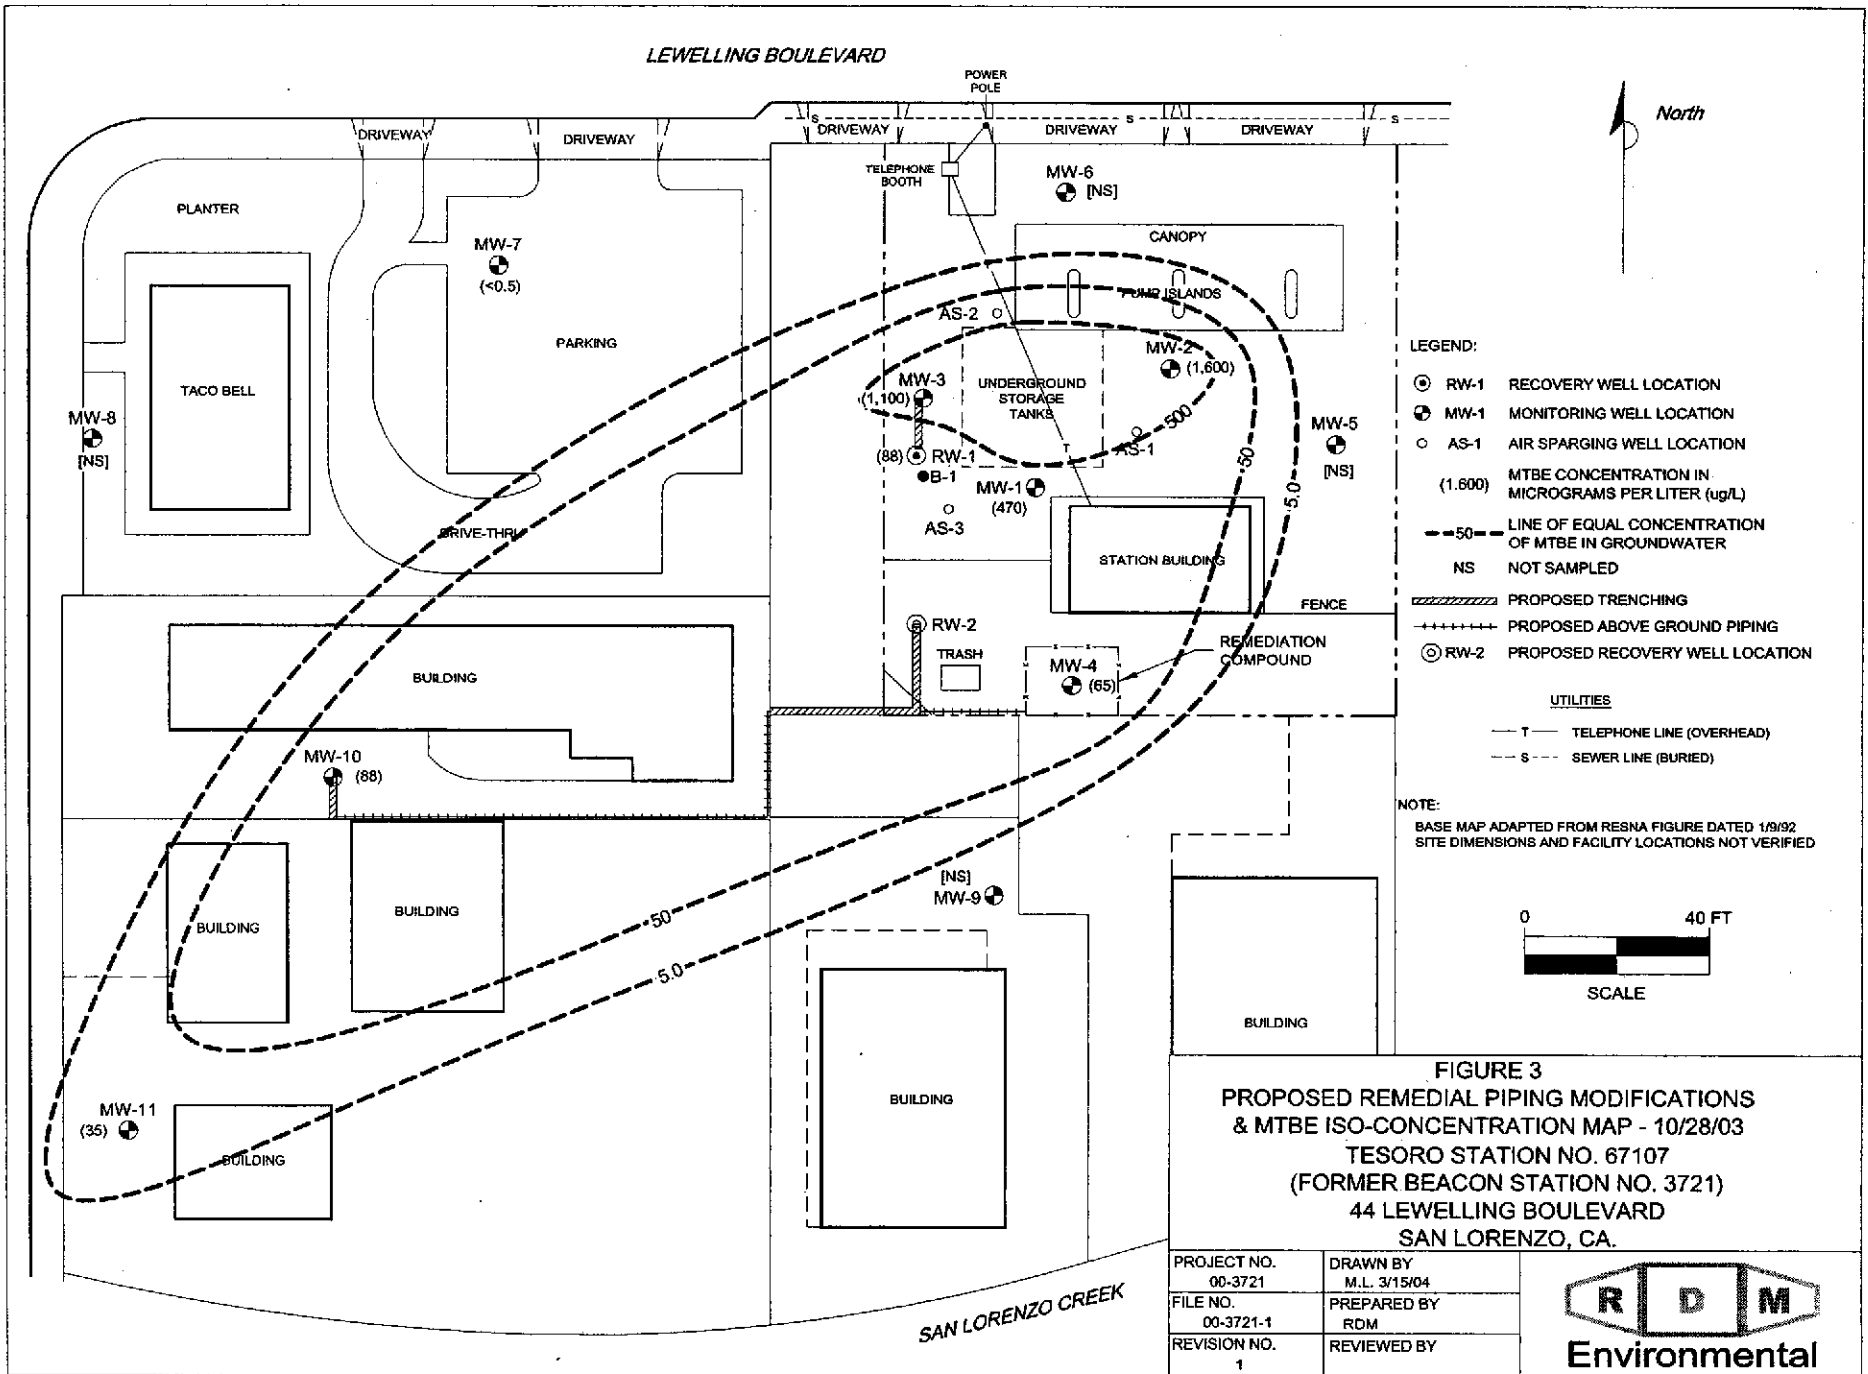 LEWELLING BOULEVARD
POWER
POLE
North
S
S
S
DRIVEWAY
DRIVEWAY
DRIVEWAY
DRIVEWAY
DRIVEWAY
TELEPHONE
BOOTH
MW-6
[NS]
PLANTER
MW-7
(<0.5)
CANOPY
PUMP ISLANDS
AS-2
PARKING
TACO BELL
MW-2
(1,600)
MW-3
(1,100)
UNDERGROUND
STORAGE
TANKS
500
T
AS-1
MW-8
[NS]
MW-5
[NS]
(88)
RW-1
B-1
MW-1
(470)
AS-3
50
5.0
DRIVE-THRU
STATION BUILDING
FENCE
RW-2
TRASH
MW-4
(65)
REMEDIATION
COMPOUND
BUILDING
MW-10
(88)
BUILDING
BUILDING
[NS]
MW-9
50
5.0
BUILDING
MW-11
(35)
BUILDING
BUILDING
SAN LORENZO CREEK
LEGEND:
RW-1 RECOVERY WELL LOCATION
MW-1 MONITORING WELL LOCATION
AS-1 AIR SPARGING WELL LOCATION
(1.600) MTBE CONCENTRATION IN
MICROGRAMS PER LITER (ug/L)
50 LINE OF EQUAL CONCENTRATION
OF MTBE IN GROUNDWATER
NS NOT SAMPLED
PROPOSED TRENCHING
PROPOSED ABOVE GROUND PIPING
RW-2 PROPOSED RECOVERY WELL LOCATION
UTILITIES
T TELEPHONE LINE (OVERHEAD)
S SEWER LINE (BURIED)
NOTE:
BASE MAP ADAPTED FROM RESNA FIGURE DATED 1/9/92
SITE DIMENSIONS AND FACILITY LOCATIONS NOT VERIFIED
0 40 FT
SCALE
FIGURE 3
PROPOSED REMEDIAL PIPING MODIFICATIONS
& MTBE ISO-CONCENTRATION MAP - 10/28/03
TESORO STATION NO. 67107
(FORMER BEACON STATION NO. 3721)
44 LEWELLING BOULEVARD
SAN LORENZO, CA.
PROJECT NO.
00-3721
DRAWN BY
M.L. 3/15/04
FILE NO.
00-3721-1
PREPARED BY
RDM
REVISION NO.
1
REVIEWED BY
R D M
Environmental